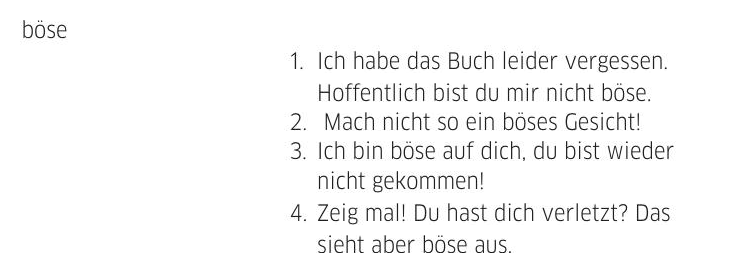 böse
1. Ich habe das Buch leider vergessen.
Hoffentlich bist du mir nicht böse.
2. Mach nicht so ein böses Gesicht!
3. Ich bin böse auf dich, du bist wieder
nicht gekommen!
4. Zeig mal! Du hast dich verletzt? Das
sieht aber böse aus.